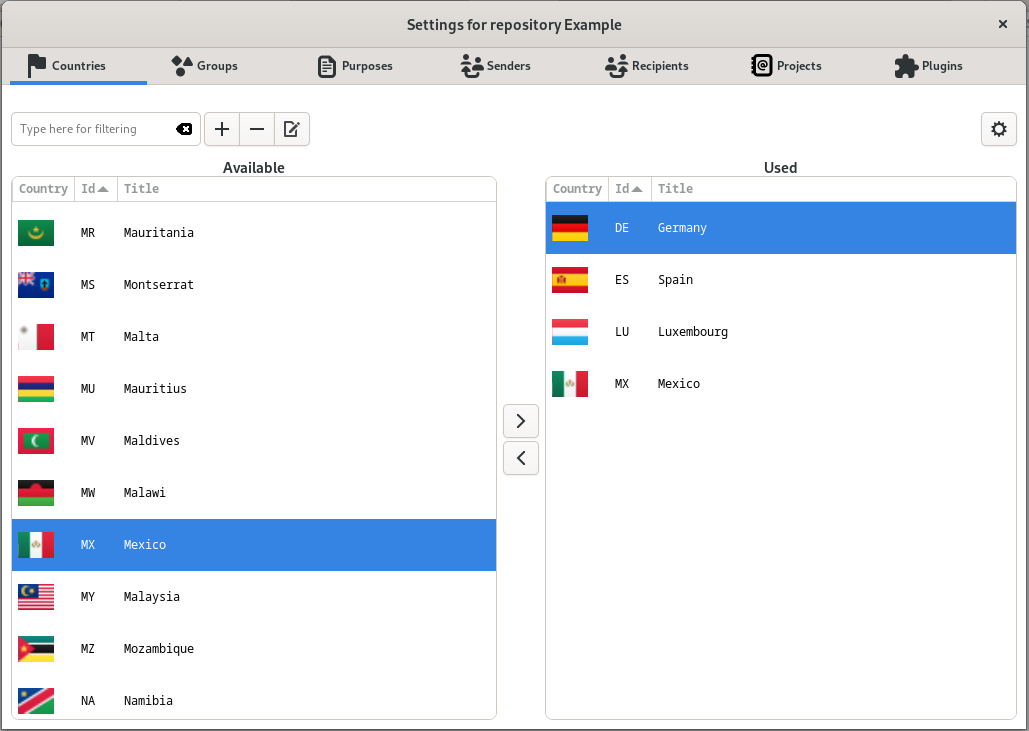 Settings for repository Example
Countries Groups Purposes Senders Recipients Projects Plugins
Type here for filtering
Available
Country Id Title
MR Mauritania
MS Montserrat
MT Malta
MU Mauritius
MV Maldives
MW Malawi
MX Mexico
MY Malaysia
MZ Mozambique
NA Namibia
Used
Country Id Title
DE Germany
ES Spain
LU Luxembourg
MX Mexico